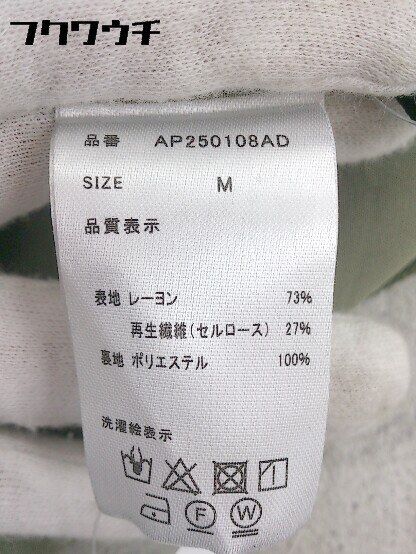 フクワウチ
品番 AP250108AD
SIZE M
品質表示
表地 レーヨン 73%
再生繊維(セルロース) 27%
裏地 ポリエステル 100%
洗濯絵表示
F W